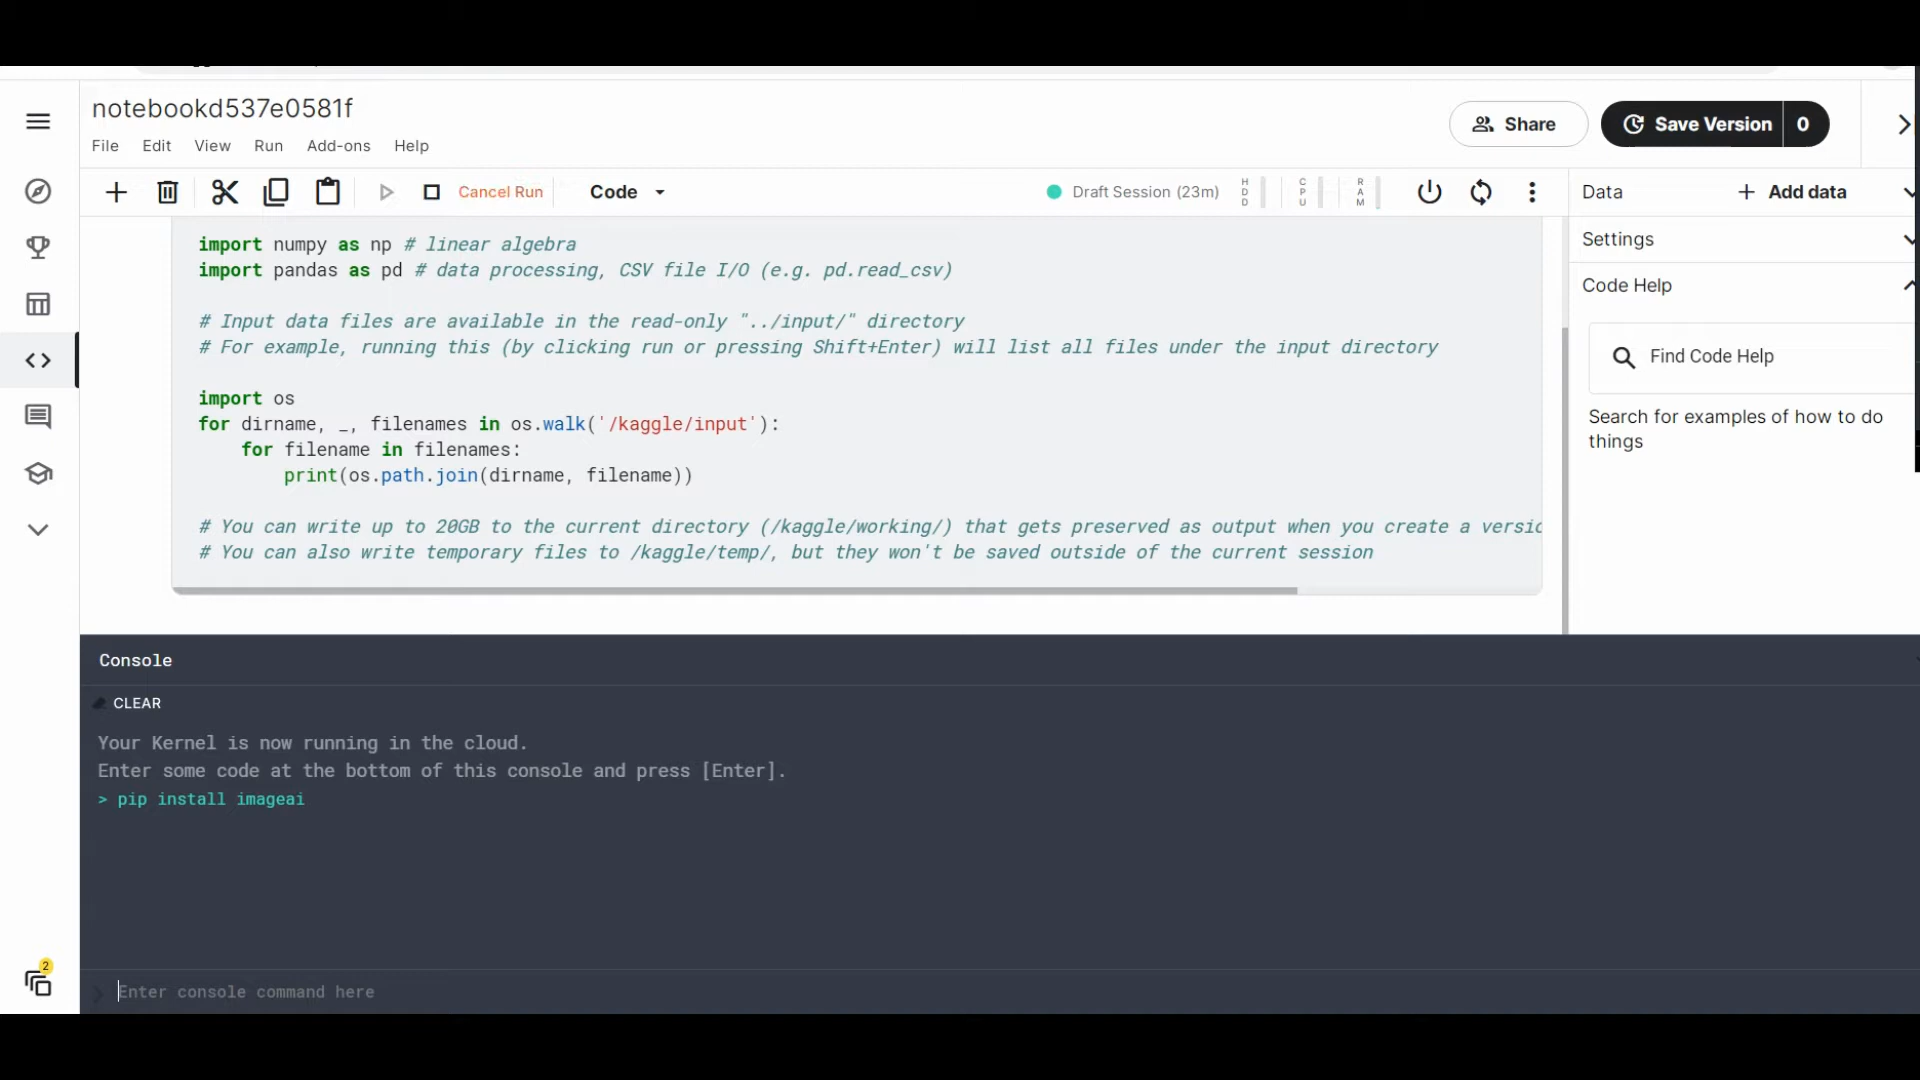 notebookd537e0581f
File Edit View Run Add-ons Help
Share
Save Version 0
Cancel Run
Code
Draft Session (23m)
HDD
CPU
RAM
Data
Add data
Settings
Code Help
Find Code Help
Search for examples of how to do
things
import numpy as np # linear algebra
import pandas as pd # data processing, CSV file I/O (e.g. pd.read_csv)
# Input data files are available in the read-only "../input/" directory
# For example, running this (by clicking run or pressing Shift+Enter) will list all files under the input directory
import os
for dirname, _, filenames in os.walk('/kaggle/input'):
    for filename in filenames:
        print(os.path.join(dirname, filename))
# You can write up to 20GB to the current directory (/kaggle/working/) that gets preserved as output when you create a versio
# You can also write temporary files to /kaggle/temp/, but they won't be saved outside of the current session
Console
CLEAR
Your Kernel is now running in the cloud.
Enter some code at the bottom of this console and press [Enter].
> pip install imageai
2
Enter console command here